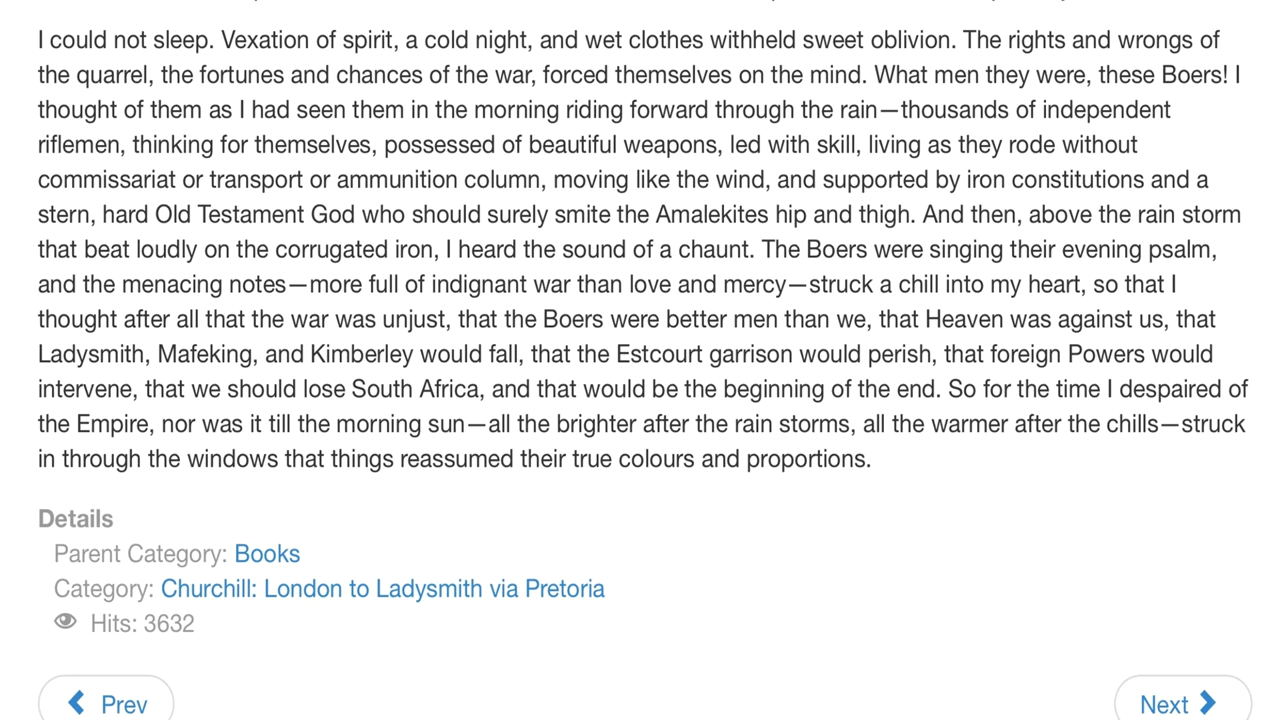 I could not sleep. Vexation of spirit, a cold night, and wet clothes withheld sweet oblivion. The rights and wrongs of
the quarrel, the fortunes and chances of the war, forced themselves on the mind. What men they were, these Boers! I
thought of them as I had seen them in the morning riding forward through the rain—thousands of independent
riflemen, thinking for themselves, possessed of beautiful weapons, led with skill, living as they rode without
commissariat or transport or ammunition column, moving like the wind, and supported by iron constitutions and a
stern, hard Old Testament God who should surely smite the Amalekites hip and thigh. And then, above the rain storm
that beat loudly on the corrugated iron, I heard the sound of a chaunt. The Boers were singing their evening psalm,
and the menacing notes—more full of indignant war than love and mercy—struck a chill into my heart, so that I
thought after all that the war was unjust, that the Boers were better men than we, that Heaven was against us, that
Ladysmith, Mafeking, and Kimberley would fall, that the Estcourt garrison would perish, that foreign Powers would
intervene, that we should lose South Africa, and that would be the beginning of the end. So for the time I despaired of
the Empire, nor was it till the morning sun—all the brighter after the rain storms, all the warmer after the chills—struck
in through the windows that things reassumed their true colours and proportions.
Details
Parent Category: Books
Category: Churchill: London to Ladysmith via Pretoria
Hits: 3632
Prev
Next